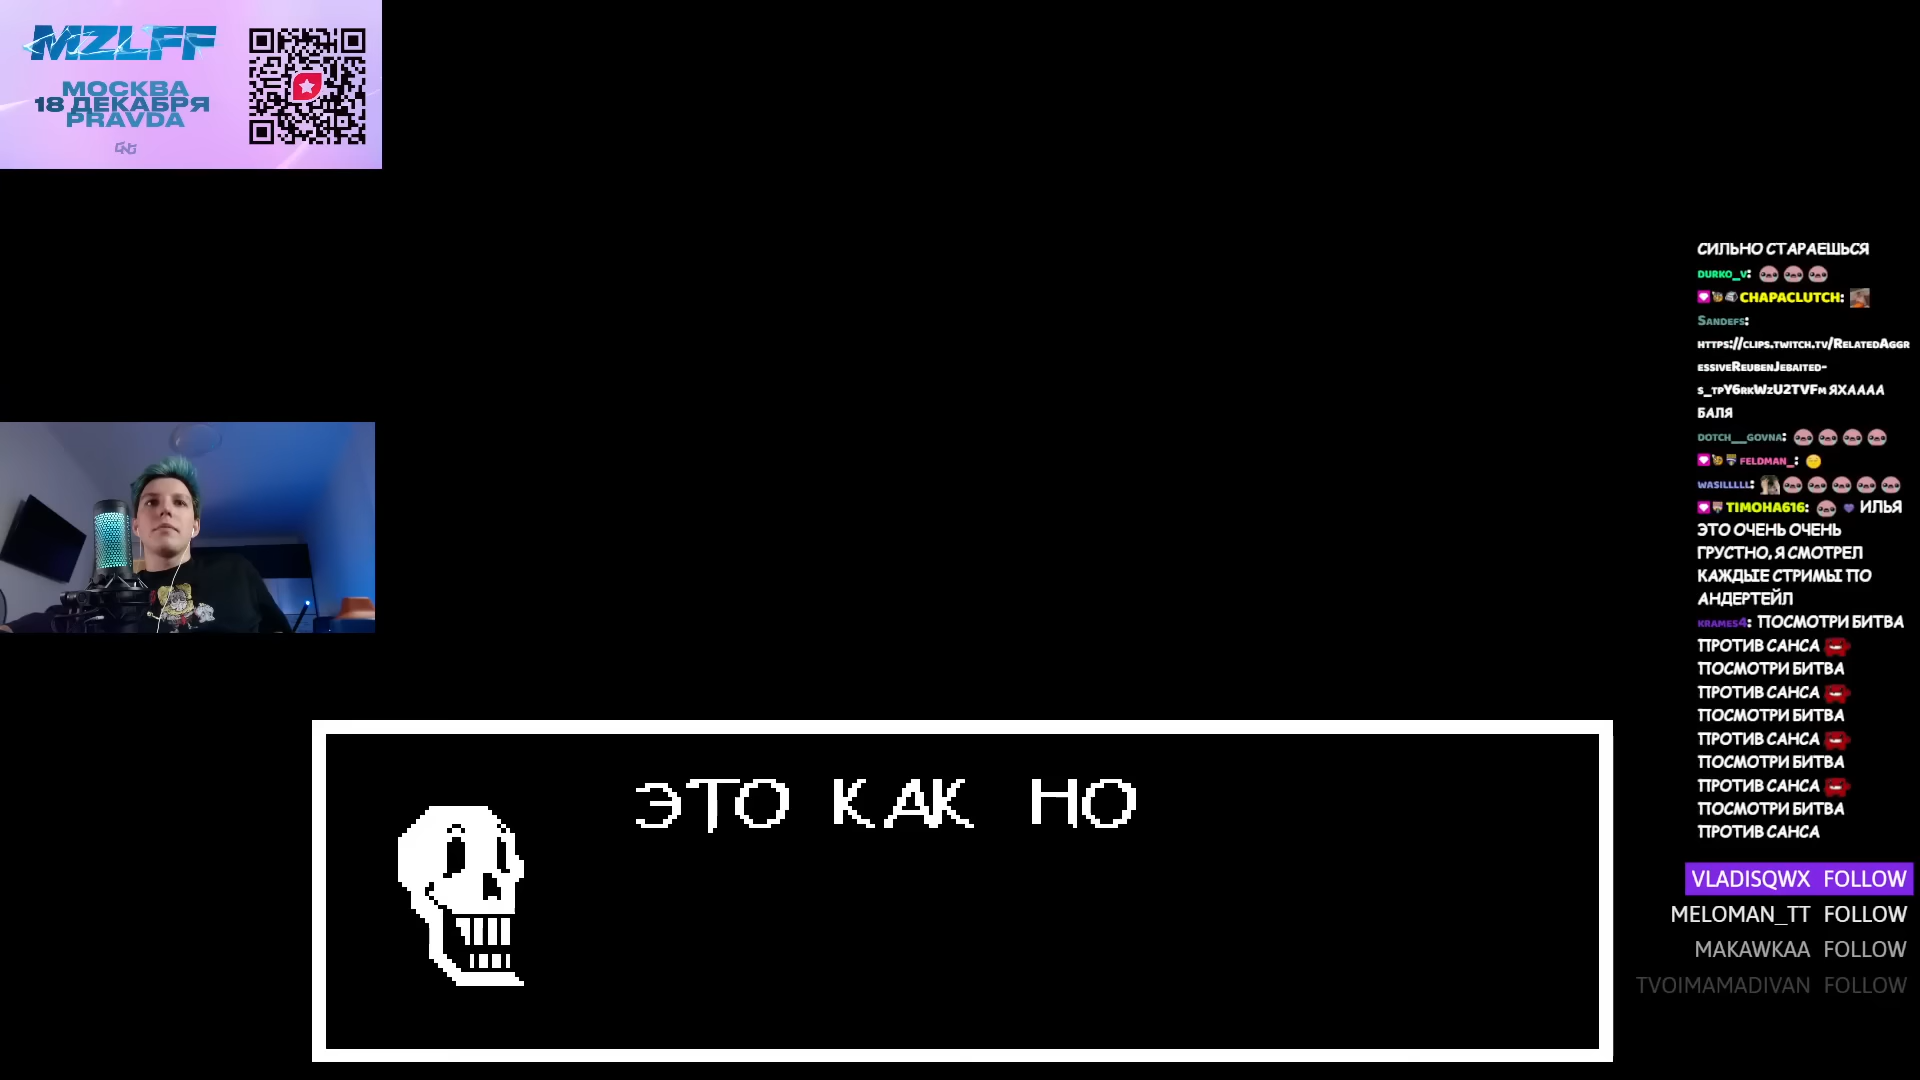 MZLFF
МОСКВА
18 ДЕКАБРЯ
PRAVDA
СИЛЬНО СТАРАЕШЬСЯ
DURKO_V:
CHAPACLUTCH:
SANDEFS:
HTTPS://CLIPS.TWITCH.TV/RELATEDAGGR
ESSIVEREUBENJEBAITED-
S_TPY6RKWZU2TVFM ЯХАААА
БАЛЯ
DOTCH__GOVNA:
FELDMAN_:
WASILLLLL:
TIMOHA616: ИЛЬЯ
ЭТО ОЧЕНЬ ОЧЕНЬ
ГРУСТНО, Я СМОТРЕЛ
КАЖДЫЕ СТРИМЫ ПО
АНДЕРТЕЙЛ
KRAMES4: ПОСМОТРИ БИТВА
ПРОТИВ САНСА
ПОСМОТРИ БИТВА
ПРОТИВ САНСА
ПОСМОТРИ БИТВА
ПРОТИВ САНСА
ПОСМОТРИ БИТВА
ПРОТИВ САНСА
ПОСМОТРИ БИТВА
ПРОТИВ САНСА
VLADISQWX FOLLOW
MELOMAN_TT FOLLOW
MAKAWKAA FOLLOW
TVOIMAMADIVAN FOLLOW
ЭТО КАК НО